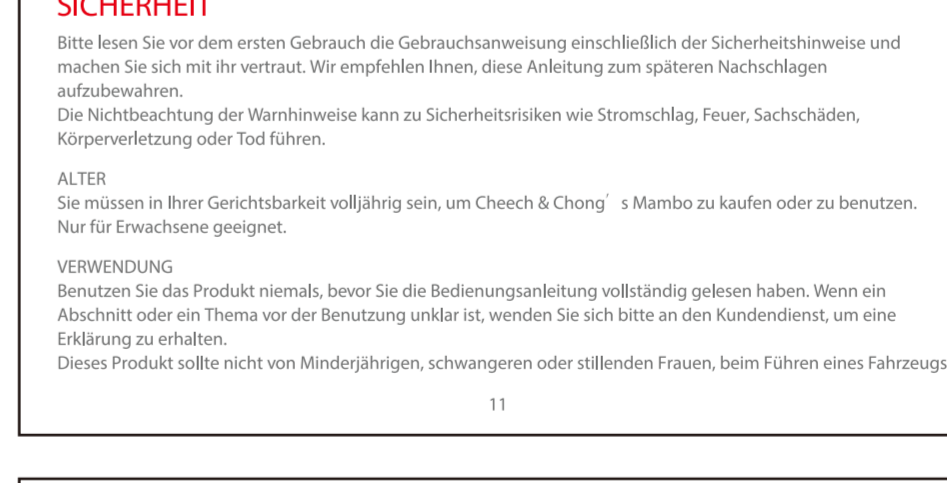 SICHERHEIT
Bitte lesen Sie vor dem ersten Gebrauch die Gebrauchsanweisung einschließlich der Sicherheitshinweise und
machen Sie sich mit ihr vertraut. Wir empfehlen Ihnen, diese Anleitung zum späteren Nachschlagen
aufzubewahren.
Die Nichtbeachtung der Warnhinweise kann zu Sicherheitsrisiken wie Stromschlag, Feuer, Sachschäden,
Körperverletzung oder Tod führen.
ALTER
Sie müssen in Ihrer Gerichtsbarkeit volljährig sein, um Cheech & Chong´ s Mambo zu kaufen oder zu benutzen.
Nur für Erwachsene geeignet.
VERWENDUNG
Benutzen Sie das Produkt niemals, bevor Sie die Bedienungsanleitung vollständig gelesen haben. Wenn ein
Abschnitt oder ein Thema vor der Benutzung unklar ist, wenden Sie sich bitte an den Kundendienst, um eine
Erklärung zu erhalten.
Dieses Produkt sollte nicht von Minderjährigen, schwangeren oder stillenden Frauen, beim Führen eines Fahrzeugs
11